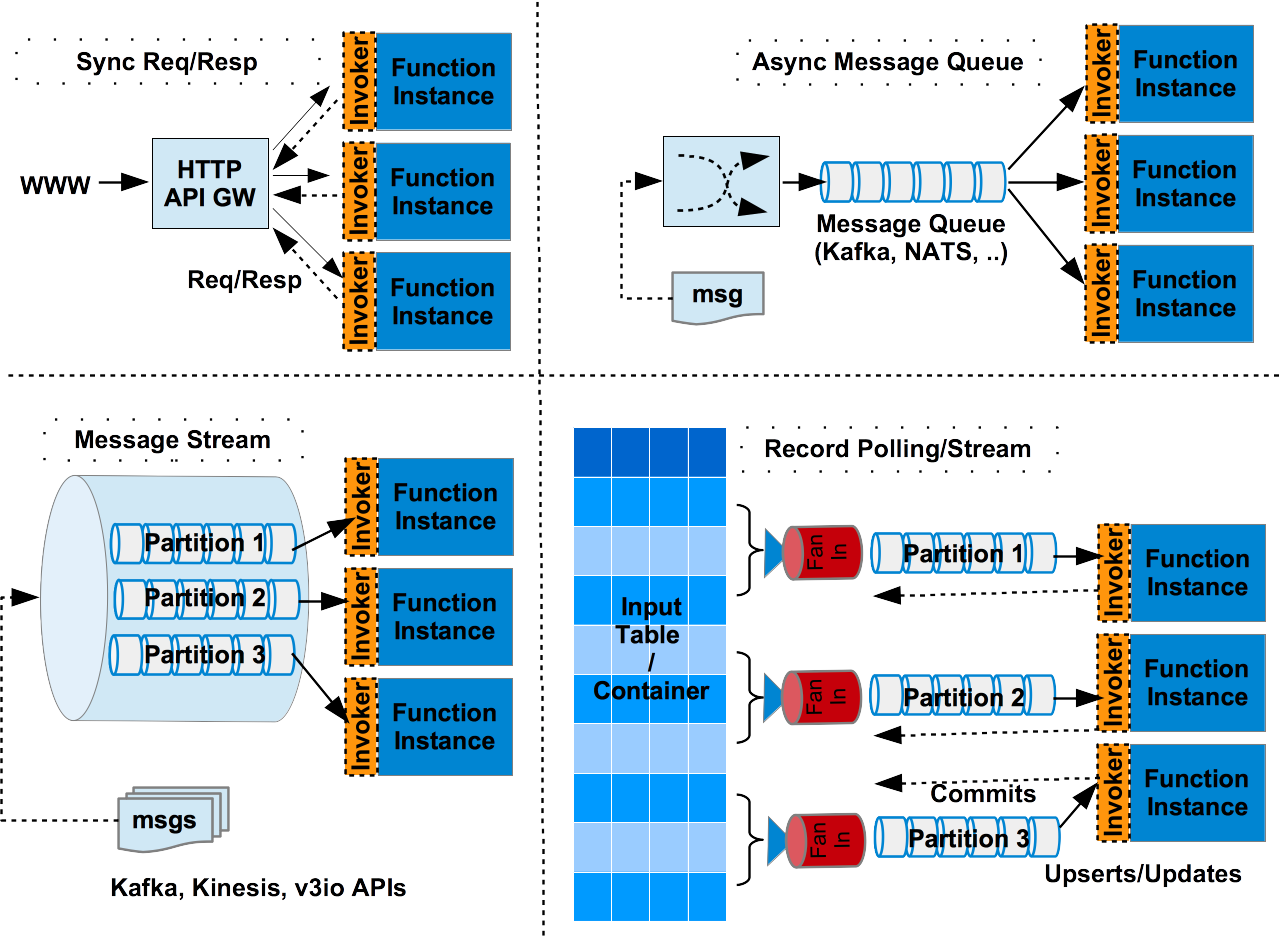 Sync Req/Resp
WWW
HTTP
API GW
Req/Resp
Invoker
Function
Instance
Invoker
Function
Instance
Invoker
Function
Instance
Async Message Queue
msg
Message Queue
(Kafka, NATS, ..)
Invoker
Function
Instance
Invoker
Function
Instance
Invoker
Function
Instance
Message Stream
Partition 1
Partition 2
Partition 3
msgs
Kafka, Kinesis, v3io APIs
Invoker
Function
Instance
Invoker
Function
Instance
Invoker
Function
Instance
Record Polling/Stream
Input
Table
/
Container
Fan
In
Partition 1
Invoker
Function
Instance
Fan
In
Partition 2
Invoker
Function
Instance
Commits
Fan
In
Partition 3
Invoker
Function
Instance
Upserts/Updates